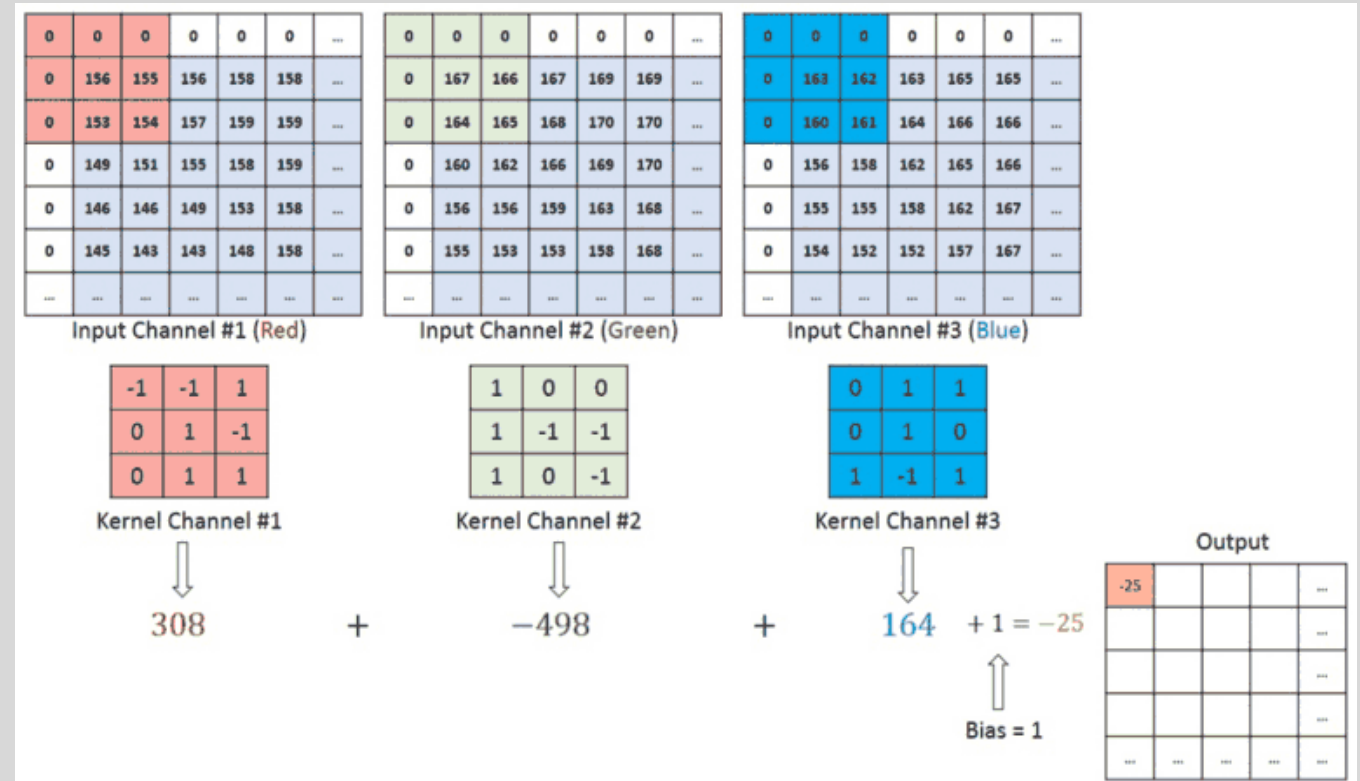 0 0 0 0 0 0 ...
0 156 155 156 158 158 ...
0 153 154 157 159 159 ...
0 149 151 155 158 159 ...
0 146 146 149 153 158 ...
0 145 143 143 148 158 ...
... ... ... ... ... ... ...
Input Channel #1 (Red)
0 0 0 0 0 0 ...
0 167 166 167 169 169 ...
0 164 165 168 170 170 ...
0 160 162 166 169 170 ...
0 156 156 159 163 168 ...
0 155 153 153 158 168 ...
... ... ... ... ... ... ...
Input Channel #2 (Green)
0 0 0 0 0 0 ...
0 163 162 163 165 165 ...
0 160 161 164 166 166 ...
0 156 158 162 165 166 ...
0 155 155 158 162 167 ...
0 154 152 152 157 167 ...
... ... ... ... ... ... ...
Input Channel #3 (Blue)
-1 -1 1
0 1 -1
0 1 1
Kernel Channel #1
1 0 0
1 -1 -1
1 0 -1
Kernel Channel #2
0 1 1
0 1 0
1 -1 1
Kernel Channel #3
308 + −498 + 164 + 1 = −25
Bias = 1
Output
-25 ...
...
...
...
... ... ... ... ...